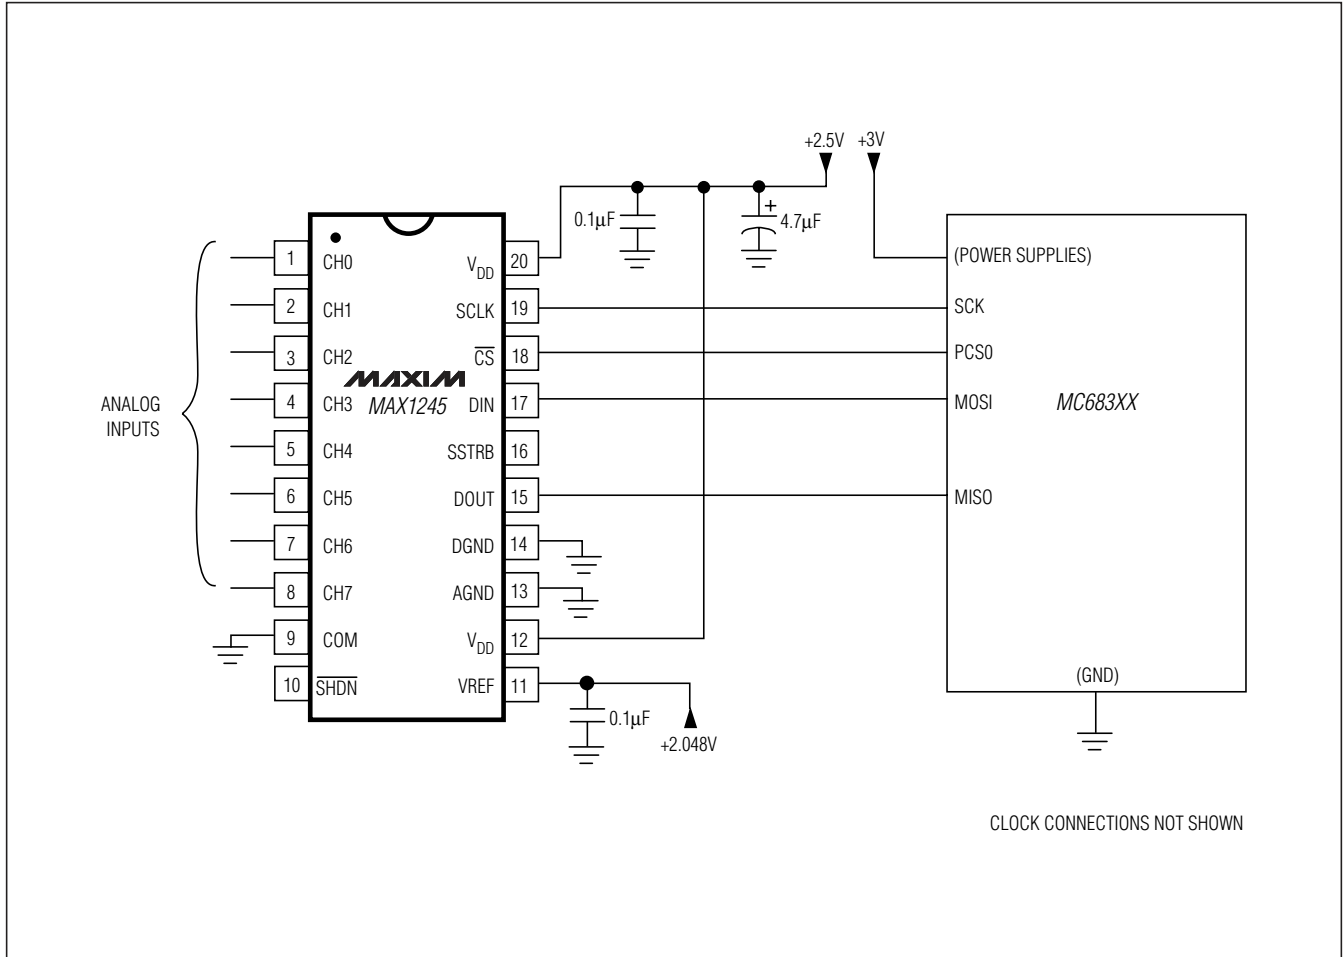 +2.5V
+3V
0.1µF
4.7µF
+
ANALOG
INPUTS
1 CH0
2 CH1
3 CH2
4 CH3
5 CH4
6 CH5
7 CH6
8 CH7
9 COM
10 SHDN
MAXIM
MAX1245
VDD 20
SCLK 19
CS 18
DIN 17
SSTRB 16
DOUT 15
DGND 14
AGND 13
VDD 12
VREF 11
0.1µF
+2.048V
(POWER SUPPLIES)
SCK
PCS0
MOSI
MISO
MC683XX
(GND)
CLOCK CONNECTIONS NOT SHOWN